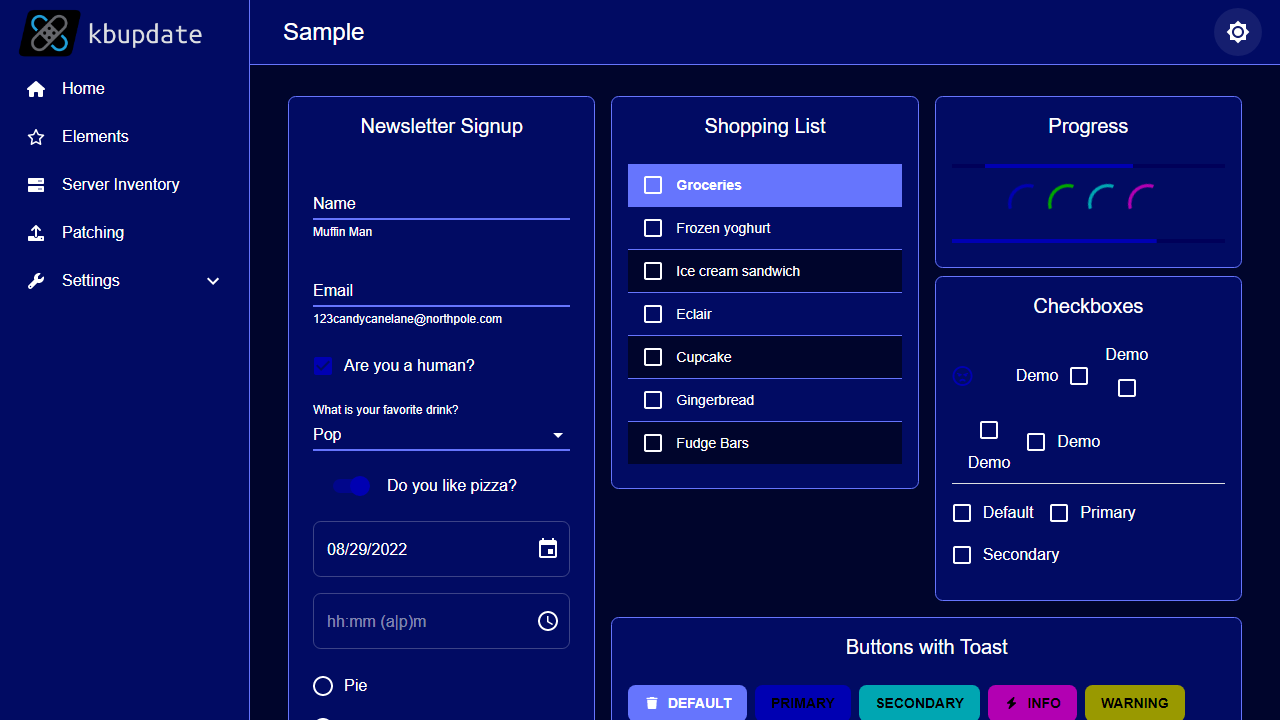 kbupdate
Home
Elements
Server Inventory
Patching
Settings
Sample
Newsletter Signup
Name
Muffin Man
Email
123candycanelane@northpole.com
Are you a human?
What is your favorite drink?
Pop
Do you like pizza?
08/29/2022
hh:mm (a|p)m
Pie
Shopping List
Groceries
Frozen yoghurt
Ice cream sandwich
Eclair
Cupcake
Gingerbread
Fudge Bars
Progress
Checkboxes
Demo
Demo
Demo
Demo
Default
Primary
Secondary
Buttons with Toast
DEFAULT
PRIMARY
SECONDARY
INFO
WARNING